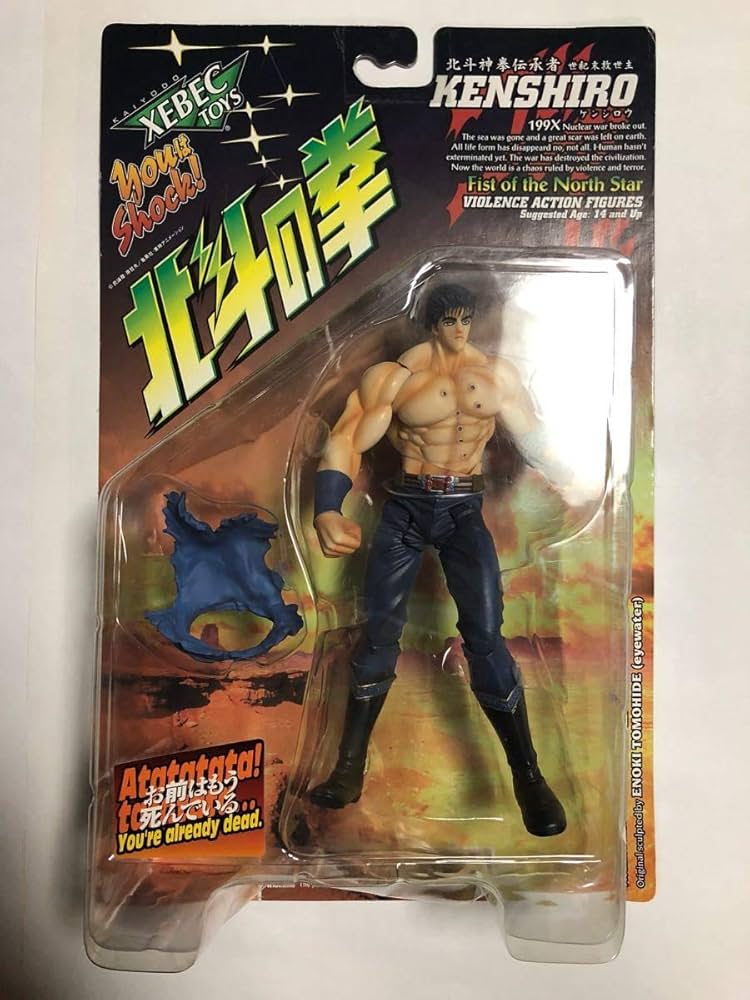 KAIYODO
XEBEC
TOYS
youは
Shock!
北斗の拳
北斗神拳伝承者 世紀末救世主
KENSHIRO
ケンシロウ
199X Nuclear war broke out.
The sea was gone and a great scar was left on earth.
All life form has disappeard no, not all. Human hasn't
exterminated yet. The war has destroyed the civilization.
Now the world is a chaos ruled by violence and terror.
Fist of the North Star
VIOLENCE ACTION FIGURES
Suggested Age: 14 and Up
Atatatata!
お前はもう
死んでいる..
You're already dead.
Original sculpted by ENOKI TOMOHIDE (eyewater)